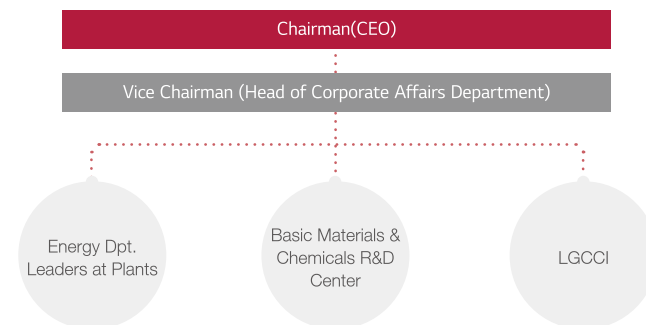 Chairman(CEO)
Vice Chairman (Head of Corporate Affairs Department)
Energy Dpt.
Leaders at Plants
Basic Materials &
Chemicals R&D
Center
LGCCI